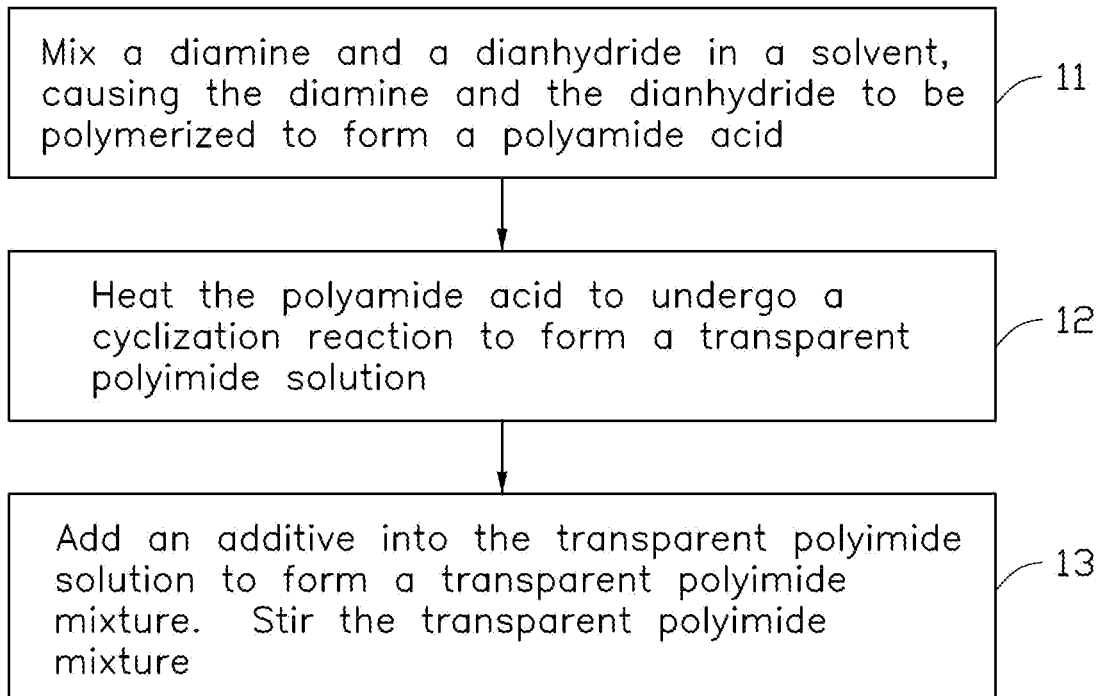 Mix a diamine and a dianhydride in a solvent,
causing the diamine and the dianhydride to be
polymerized to form a polyamide acid
11
Heat the polyamide acid to undergo a
cyclization reaction to form a transparent
polyimide solution
12
Add an additive into the transparent polyimide
solution to form a transparent polyimide
mixture. Stir the transparent polyimide
mixture
13